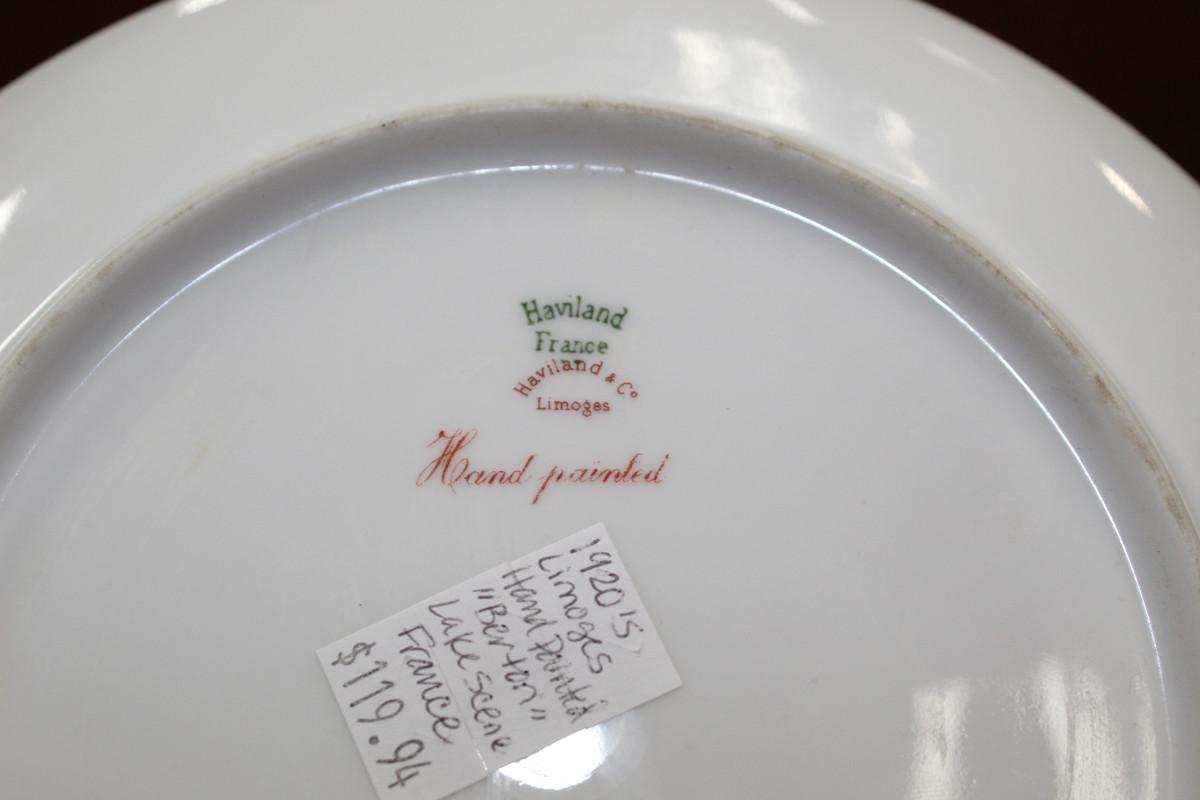 Haviland
France
Haviland & Co
Limoges
Hand painted
1920's
Limoges
Hand Painted
"Berton"
Lake Scene
France
$119.94